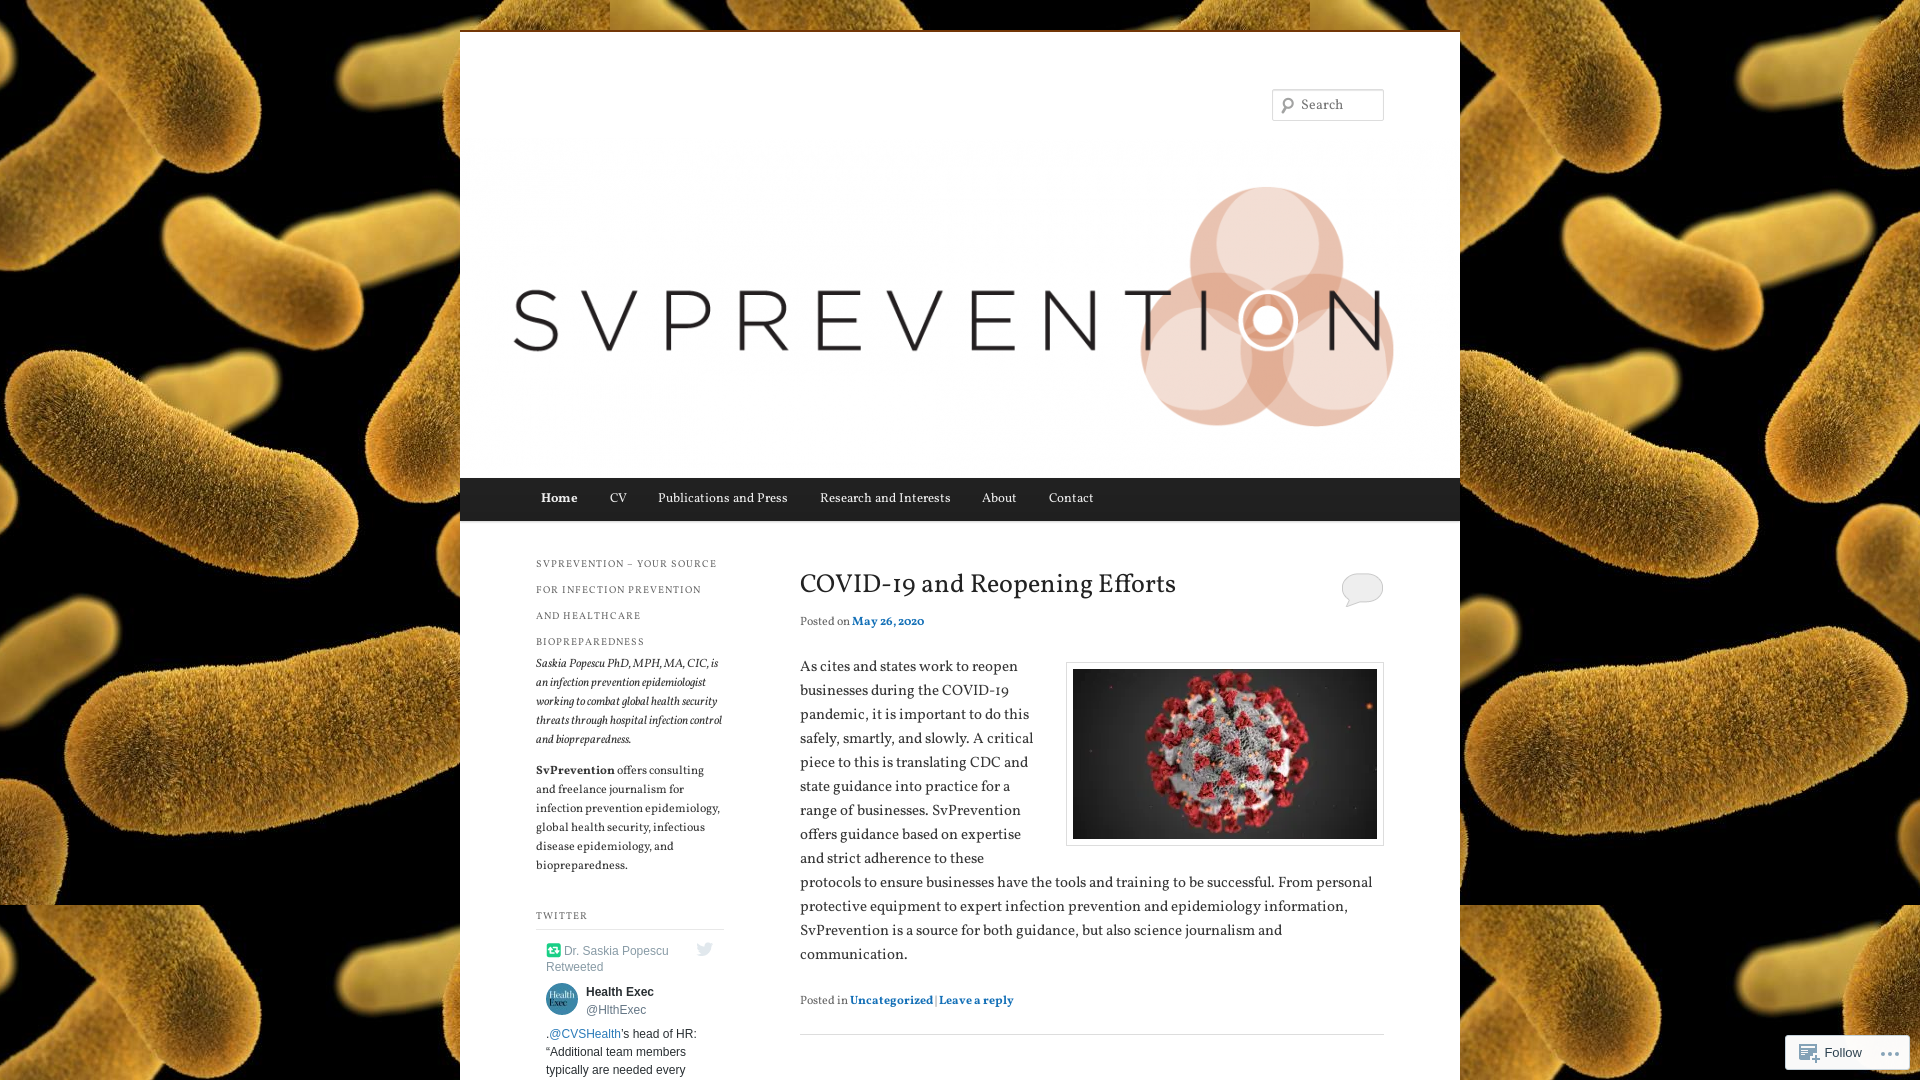 Search
SVPREVENTION
Home CV Publications and Press Research and Interests About Contact
SVPREVENTION – YOUR SOURCE
FOR INFECTION PREVENTION
AND HEALTHCARE
BIOPREPAREDNESS
Saskia Popescu PhD, MPH, MA, CIC, is
an infection prevention epidemiologist
working to combat global health security
threats through hospital infection control
and biopreparedness.
SvPrevention offers consulting
and freelance journalism for
infection prevention epidemiology,
global health security, infectious
disease epidemiology, and
biopreparedness.
TWITTER
Dr. Saskia Popescu
Retweeted
Health Exec
Health Exec
@HlthExec
.@CVSHealth's head of HR:
“Additional team members
typically are needed every
COVID-19 and Reopening Efforts
Posted on May 26, 2020
As cites and states work to reopen
businesses during the COVID-19
pandemic, it is important to do this
safely, smartly, and slowly. A critical
piece to this is translating CDC and
state guidance into practice for a
range of businesses. SvPrevention
offers guidance based on expertise
and strict adherence to these
protocols to ensure businesses have the tools and training to be successful. From personal
protective equipment to expert infection prevention and epidemiology information,
SvPrevention is a source for both guidance, but also science journalism and
communication.
Posted in Uncategorized | Leave a reply
Follow